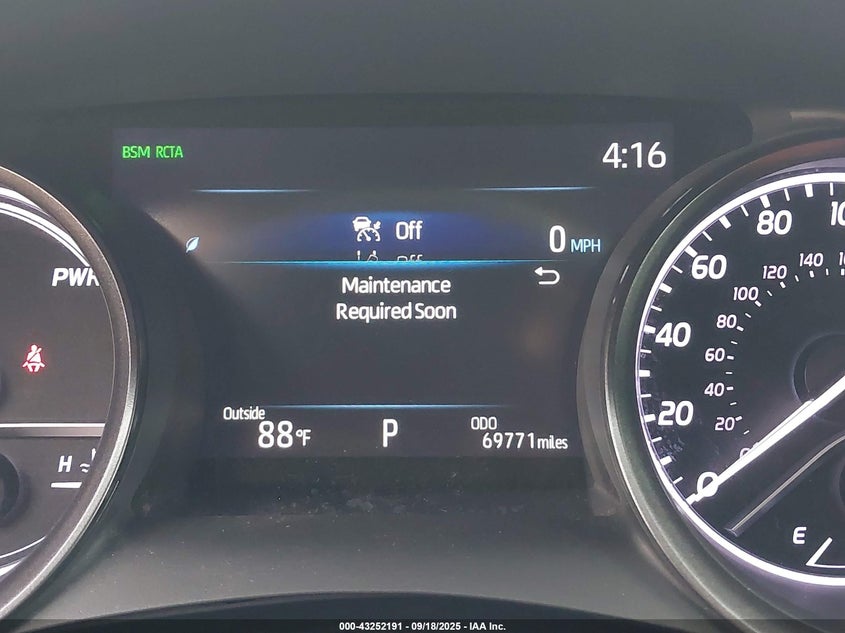 BSM RCTA
4:16
Off
0 MPH
Maintenance
Required Soon
Outside
88°F
P
ODO
69771 miles
PWR
H
80
60
40
20
0
140
120
100
80
60
40
20
E
000-43252191 - 09/18/2025 - IAA Inc.